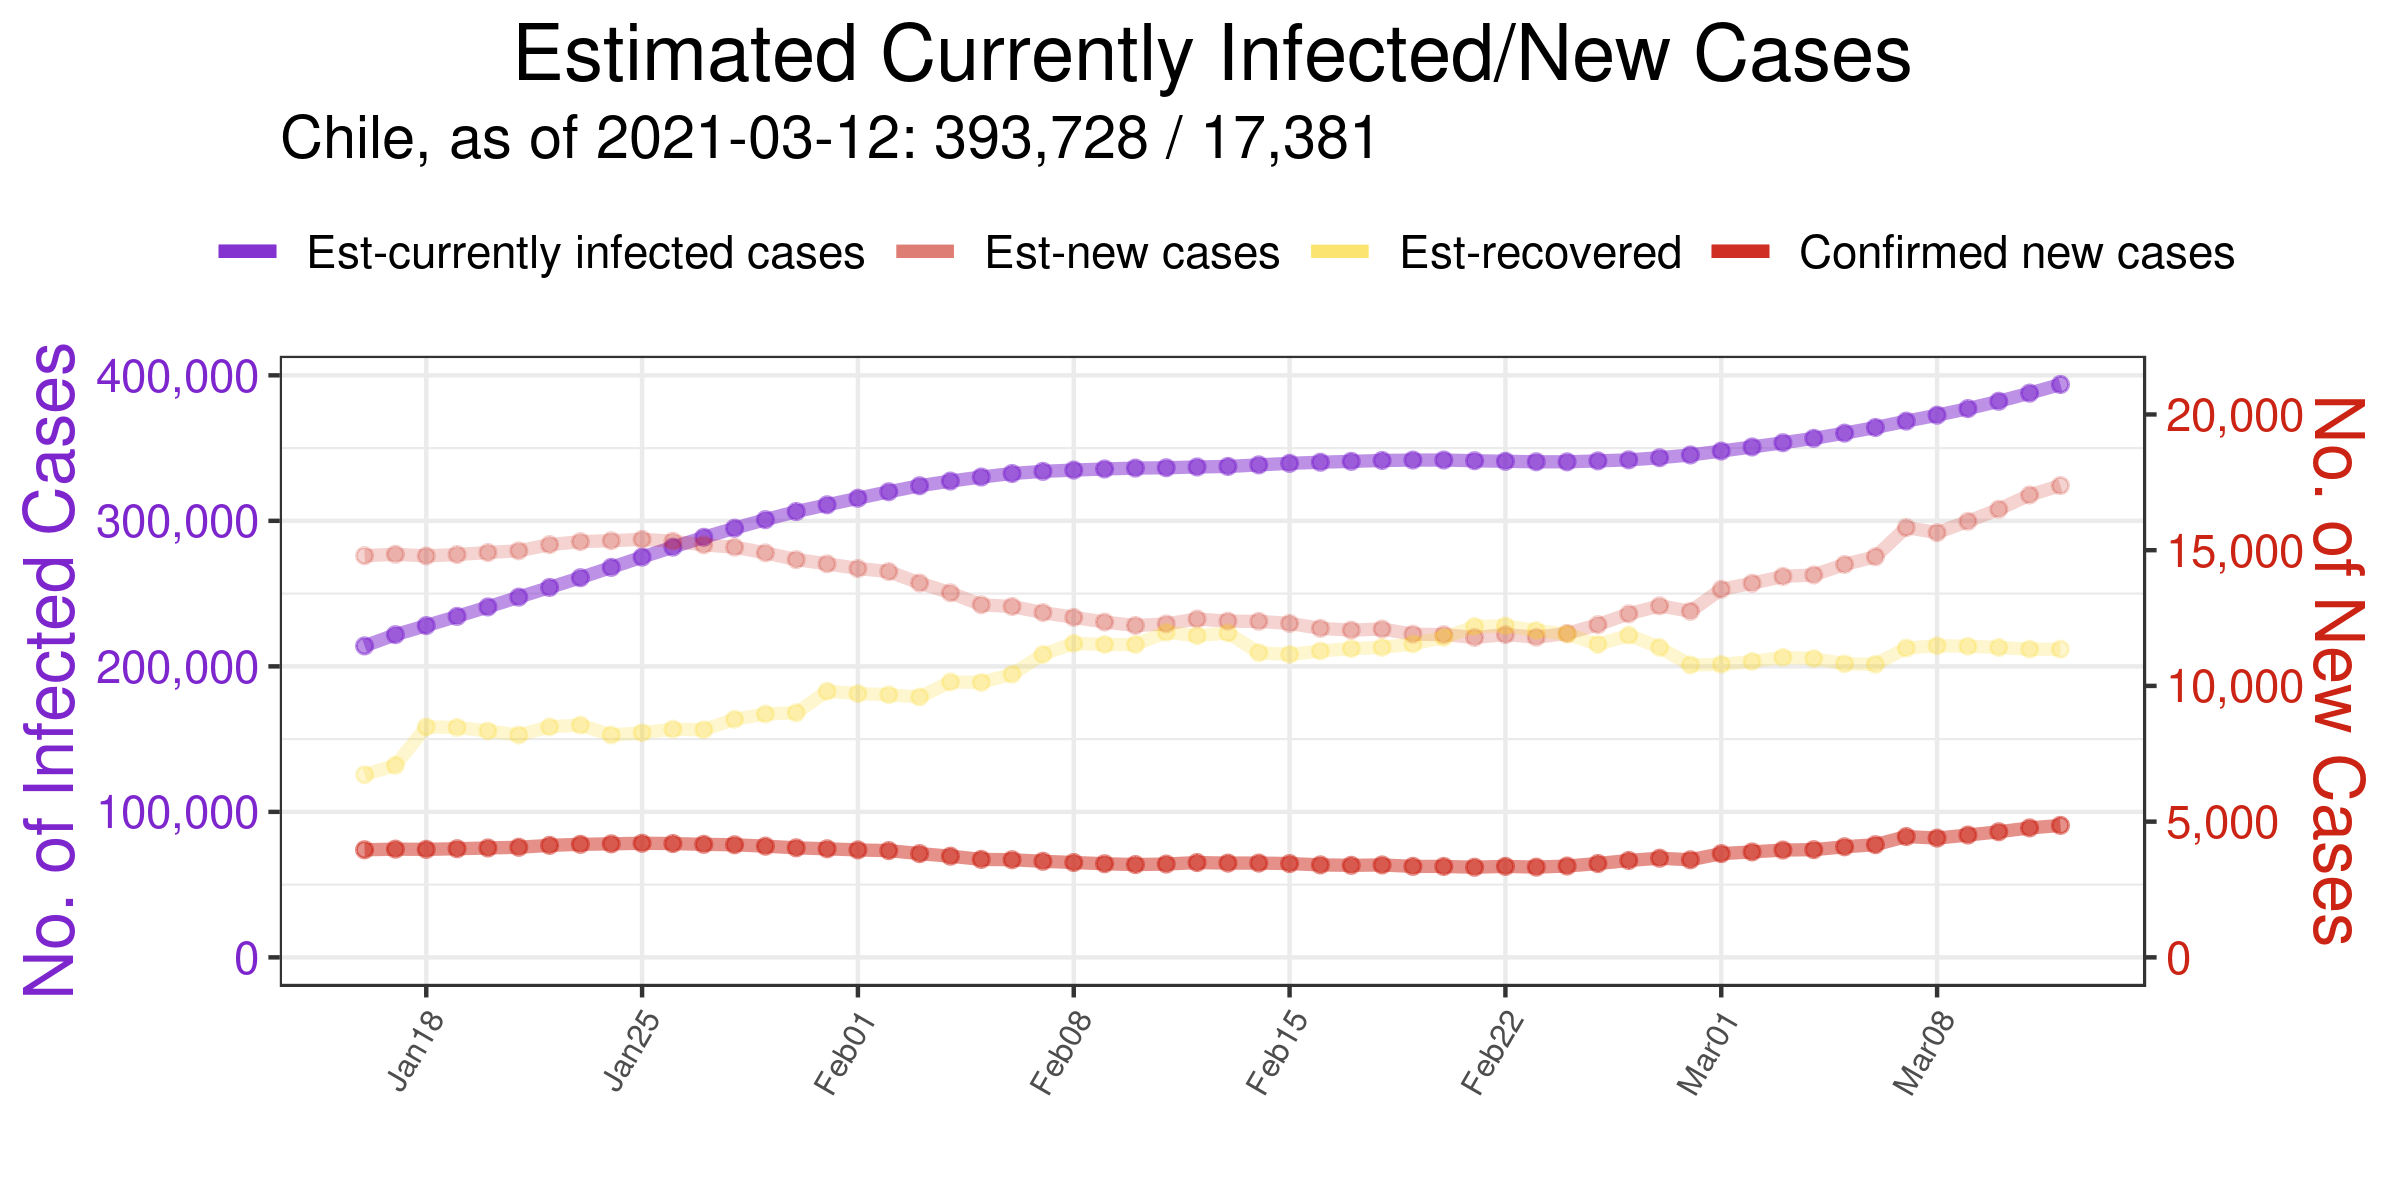 Estimated Currently Infected/New Cases
Chile, as of 2021-03-12: 393,728 / 17,381
Est-currently infected cases Est-new cases Est-recovered Confirmed new cases
No. of Infected Cases
400,000
300,000
200,000
100,000
0
20,000
15,000
10,000
5,000
0
No. of New Cases
Jan18 Jan25 Feb01 Feb08 Feb15 Feb22 Mar01 Mar08